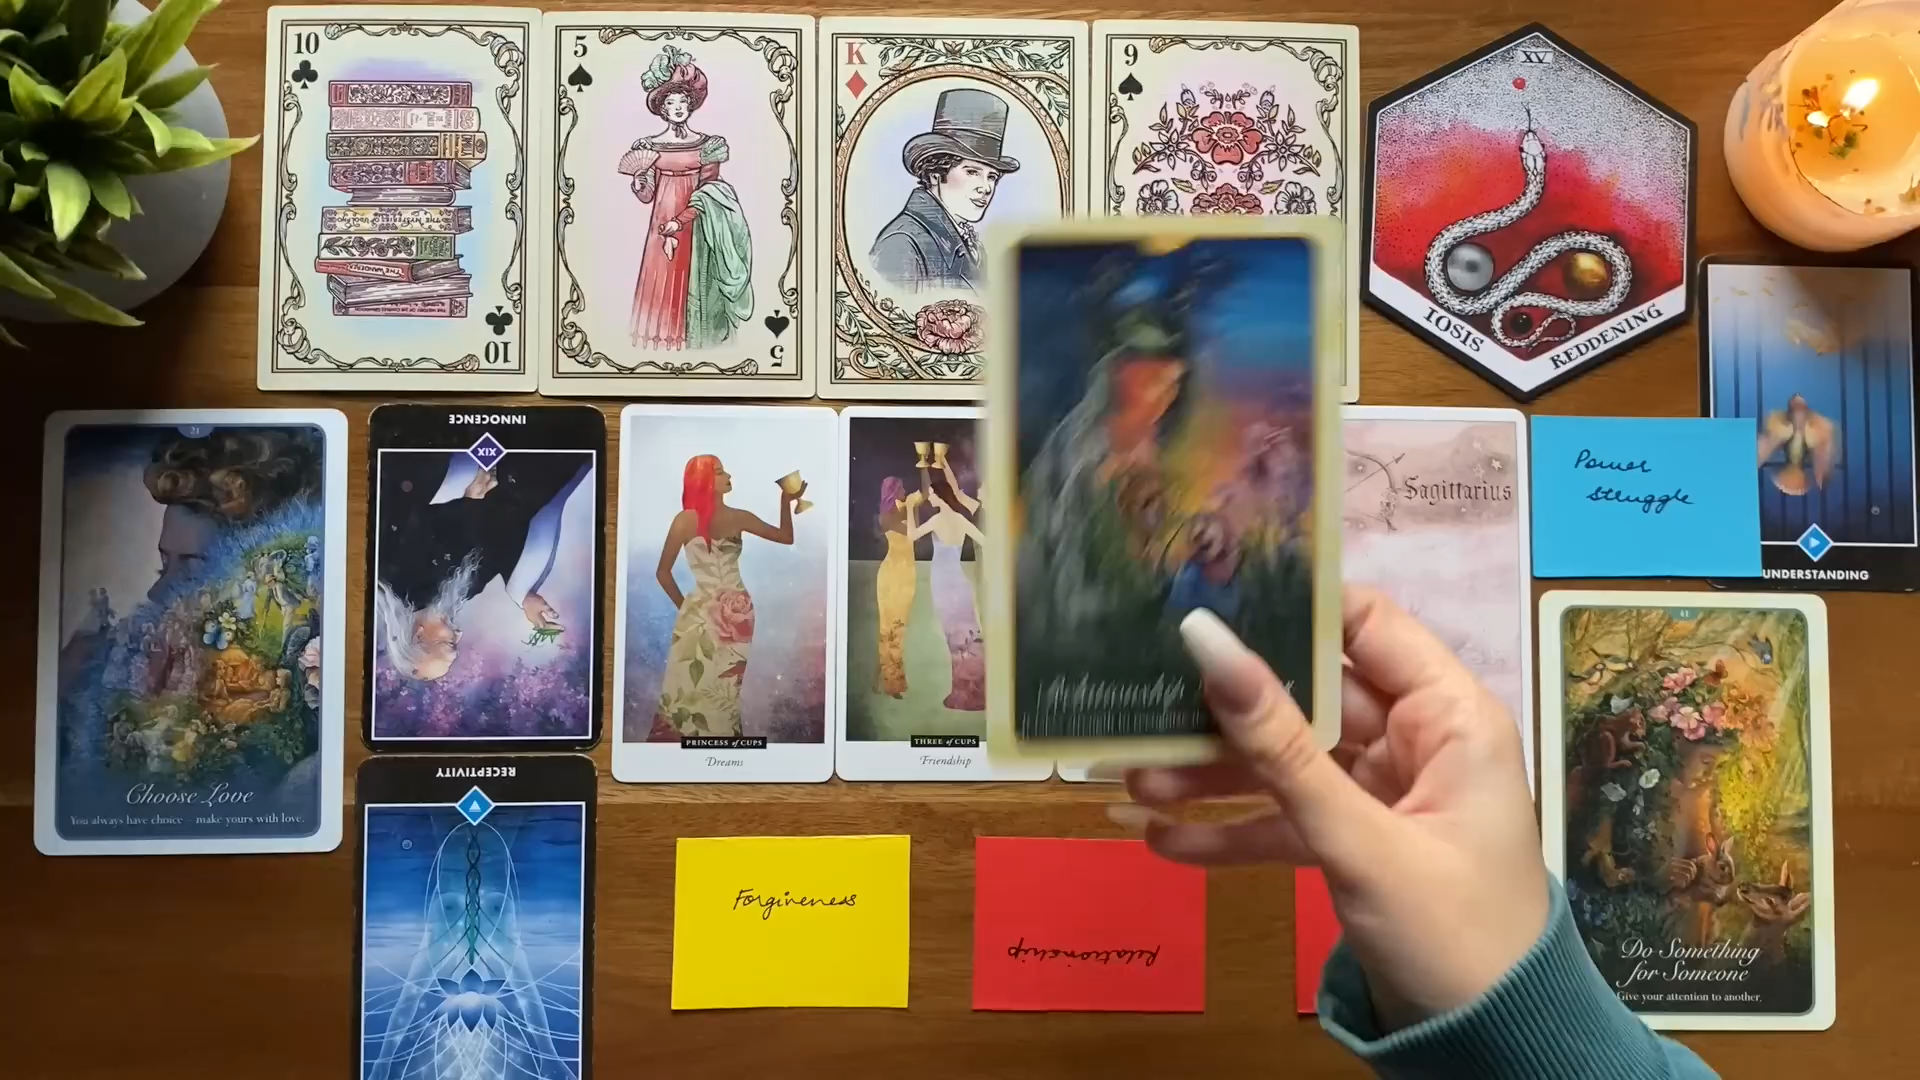 10
10
5
5
K
9
XV
IOSIS
REDDENING
21
Choose Love
You always have choice – make yours with love.
INNOCENCE
XIX
PRINCESS of CUPS
Dreams
THREE of CUPS
Friendship
Sagittarius
Power
Struggle
UNDERSTANDING
RECEPTIVITY
Forgiveness
Relationship
41
Do Something
for Someone
Give your attention to another.